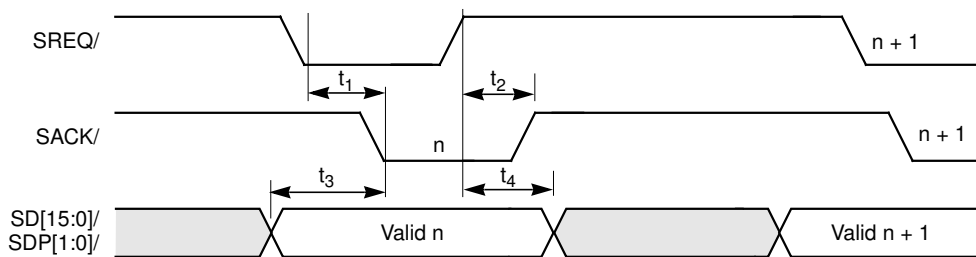 SREQ/
n + 1
t1
t2
SACK/
n
n + 1
t3
t4
SD[15:0]/
SDP[1:0]/
Valid n
Valid n + 1